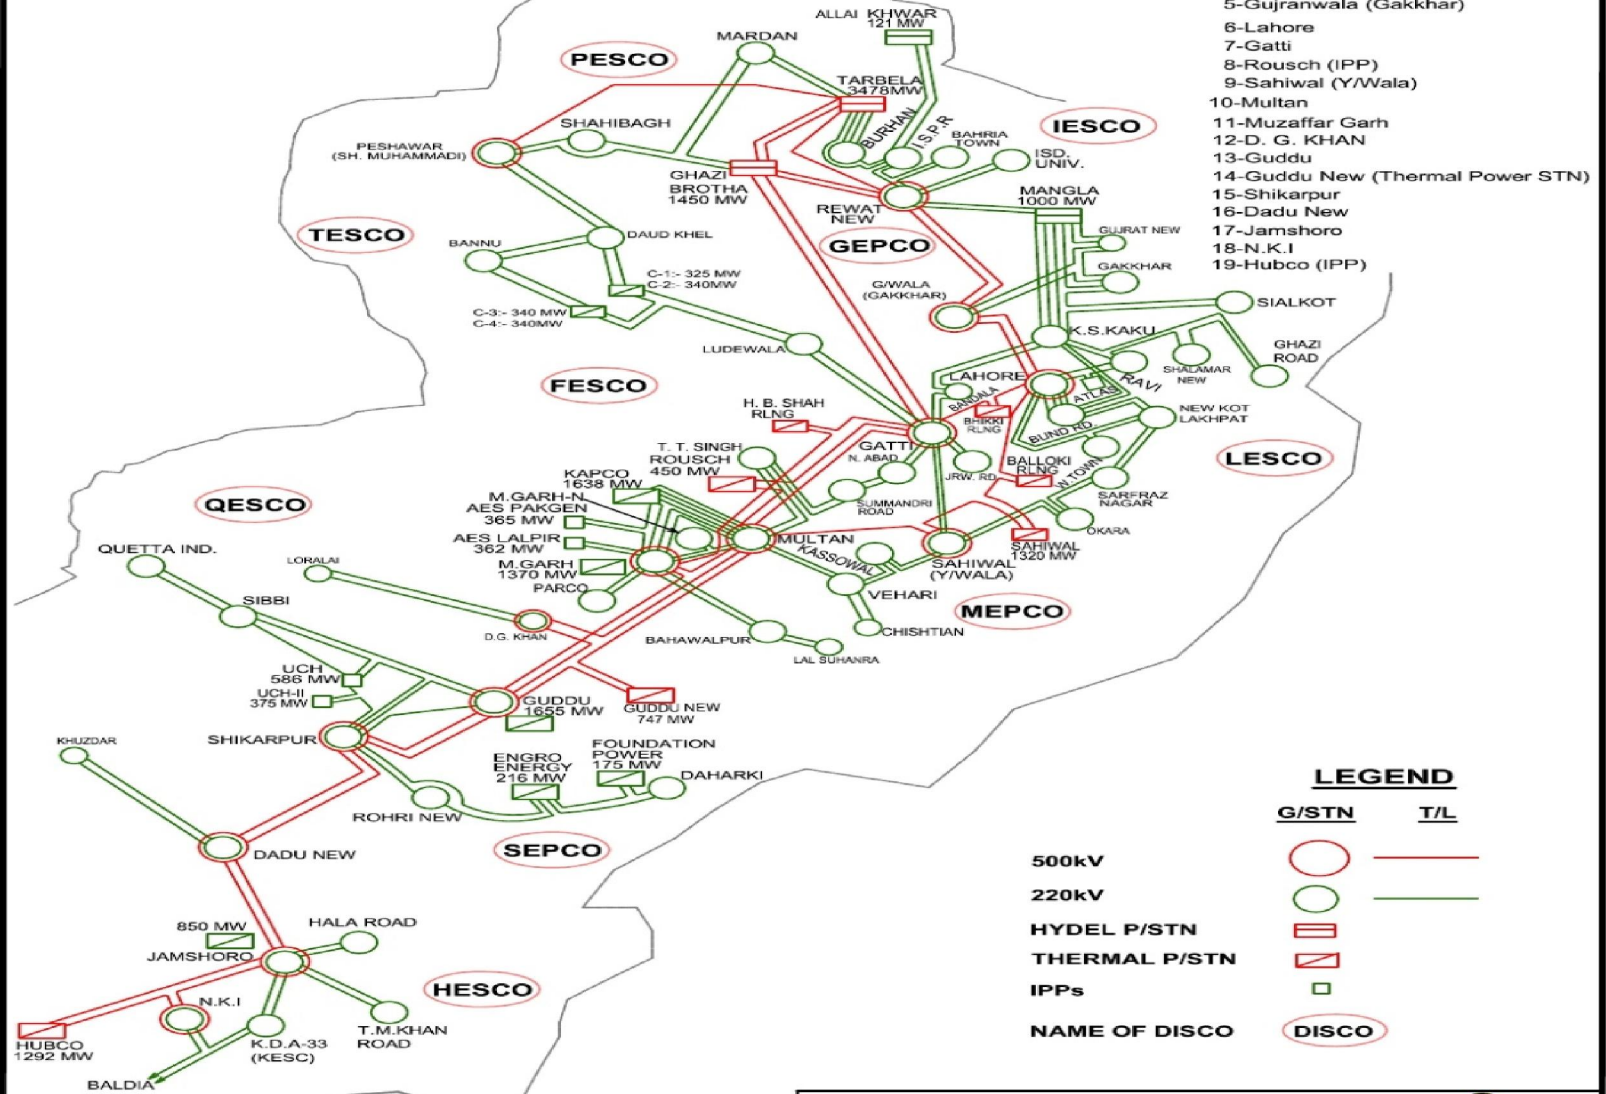 5-Gujranwala (Gakkhar)
6-Lahore
7-Gatti
8-Rousch (IPP)
9-Sahiwal (Y/Wala)
10-Multan
11-Muzaffar Garh
12-D. G. KHAN
13-Guddu
14-Guddu New (Thermal Power STN)
15-Shikarpur
16-Dadu New
17-Jamshoro
18-N.K.I
19-Hubco (IPP)
ALLAI KHWAR
121 MW
MARDAN
PESCO
TARBELA
3478MW
SHAHIBAGH
BURHAN
I.S.P.R
BAHRIA
TOWN
IESCO
PESHAWAR
(SH. MUHAMMADI)
ISD.
UNIV.
GHAZI
BROTHA
1450 MW
REWAT
NEW
MANGLA
1000 MW
TESCO
DAUD KHEL
BANNU
GEPCO
GUJRAT NEW
GAKKHAR
C-1:- 325 MW
C-2:- 340MW
G/WALA
(GAKKHAR)
C-3:- 340 MW
C-4:- 340MW
SIALKOT
LUDEWALA
K.S.KAKU
GHAZI
ROAD
SHALAMAR
NEW
FESCO
LAHORE
RAVI
BANDALA
ATLAS
H. B. SHAH
RLNG
BHIKKI
RLNG
NEW KOT
LAKHPAT
BUND RD.
GATTI
T. T. SINGH
ROUSCH
450 MW
N. ABAD
JRW. RD.
BALLOKI
RLNG
W.TOWN
LESCO
KAPCO
1638 MW
SUMMANDRI
ROAD
SARFRAZ
NAGAR
QESCO
M.GARH-N
AES PAKGEN
365 MW
OKARA
AES LALPIR
362 MW
MULTAN
KASSOWAL
SAHIWAL
1320 MW
QUETTA IND.
LORALAI
M.GARH
1370 MW
SAHIWAL
(Y/WALA)
PARCO
VEHARI
MEPCO
SIBBI
D.G. KHAN
BAHAWALPUR
CHISHTIAN
LAL SUHANRA
UCH
586 MW
UCH-II
375 MW
GUDDU
1655 MW
GUDDU NEW
747 MW
KHUZDAR
SHIKARPUR
ENGRO
ENERGY
216 MW
FOUNDATION
POWER
175 MW
DAHARKI
ROHRI NEW
DADU NEW
SEPCO
850 MW
HALA ROAD
JAMSHORO
HESCO
N.K.I
HUBCO
1292 MW
K.D.A-33
(KESC)
T.M.KHAN
ROAD
BALDIA
LEGEND
G/STN T/L
500kV
220kV
HYDEL P/STN
THERMAL P/STN
IPPs
NAME OF DISCO DISCO